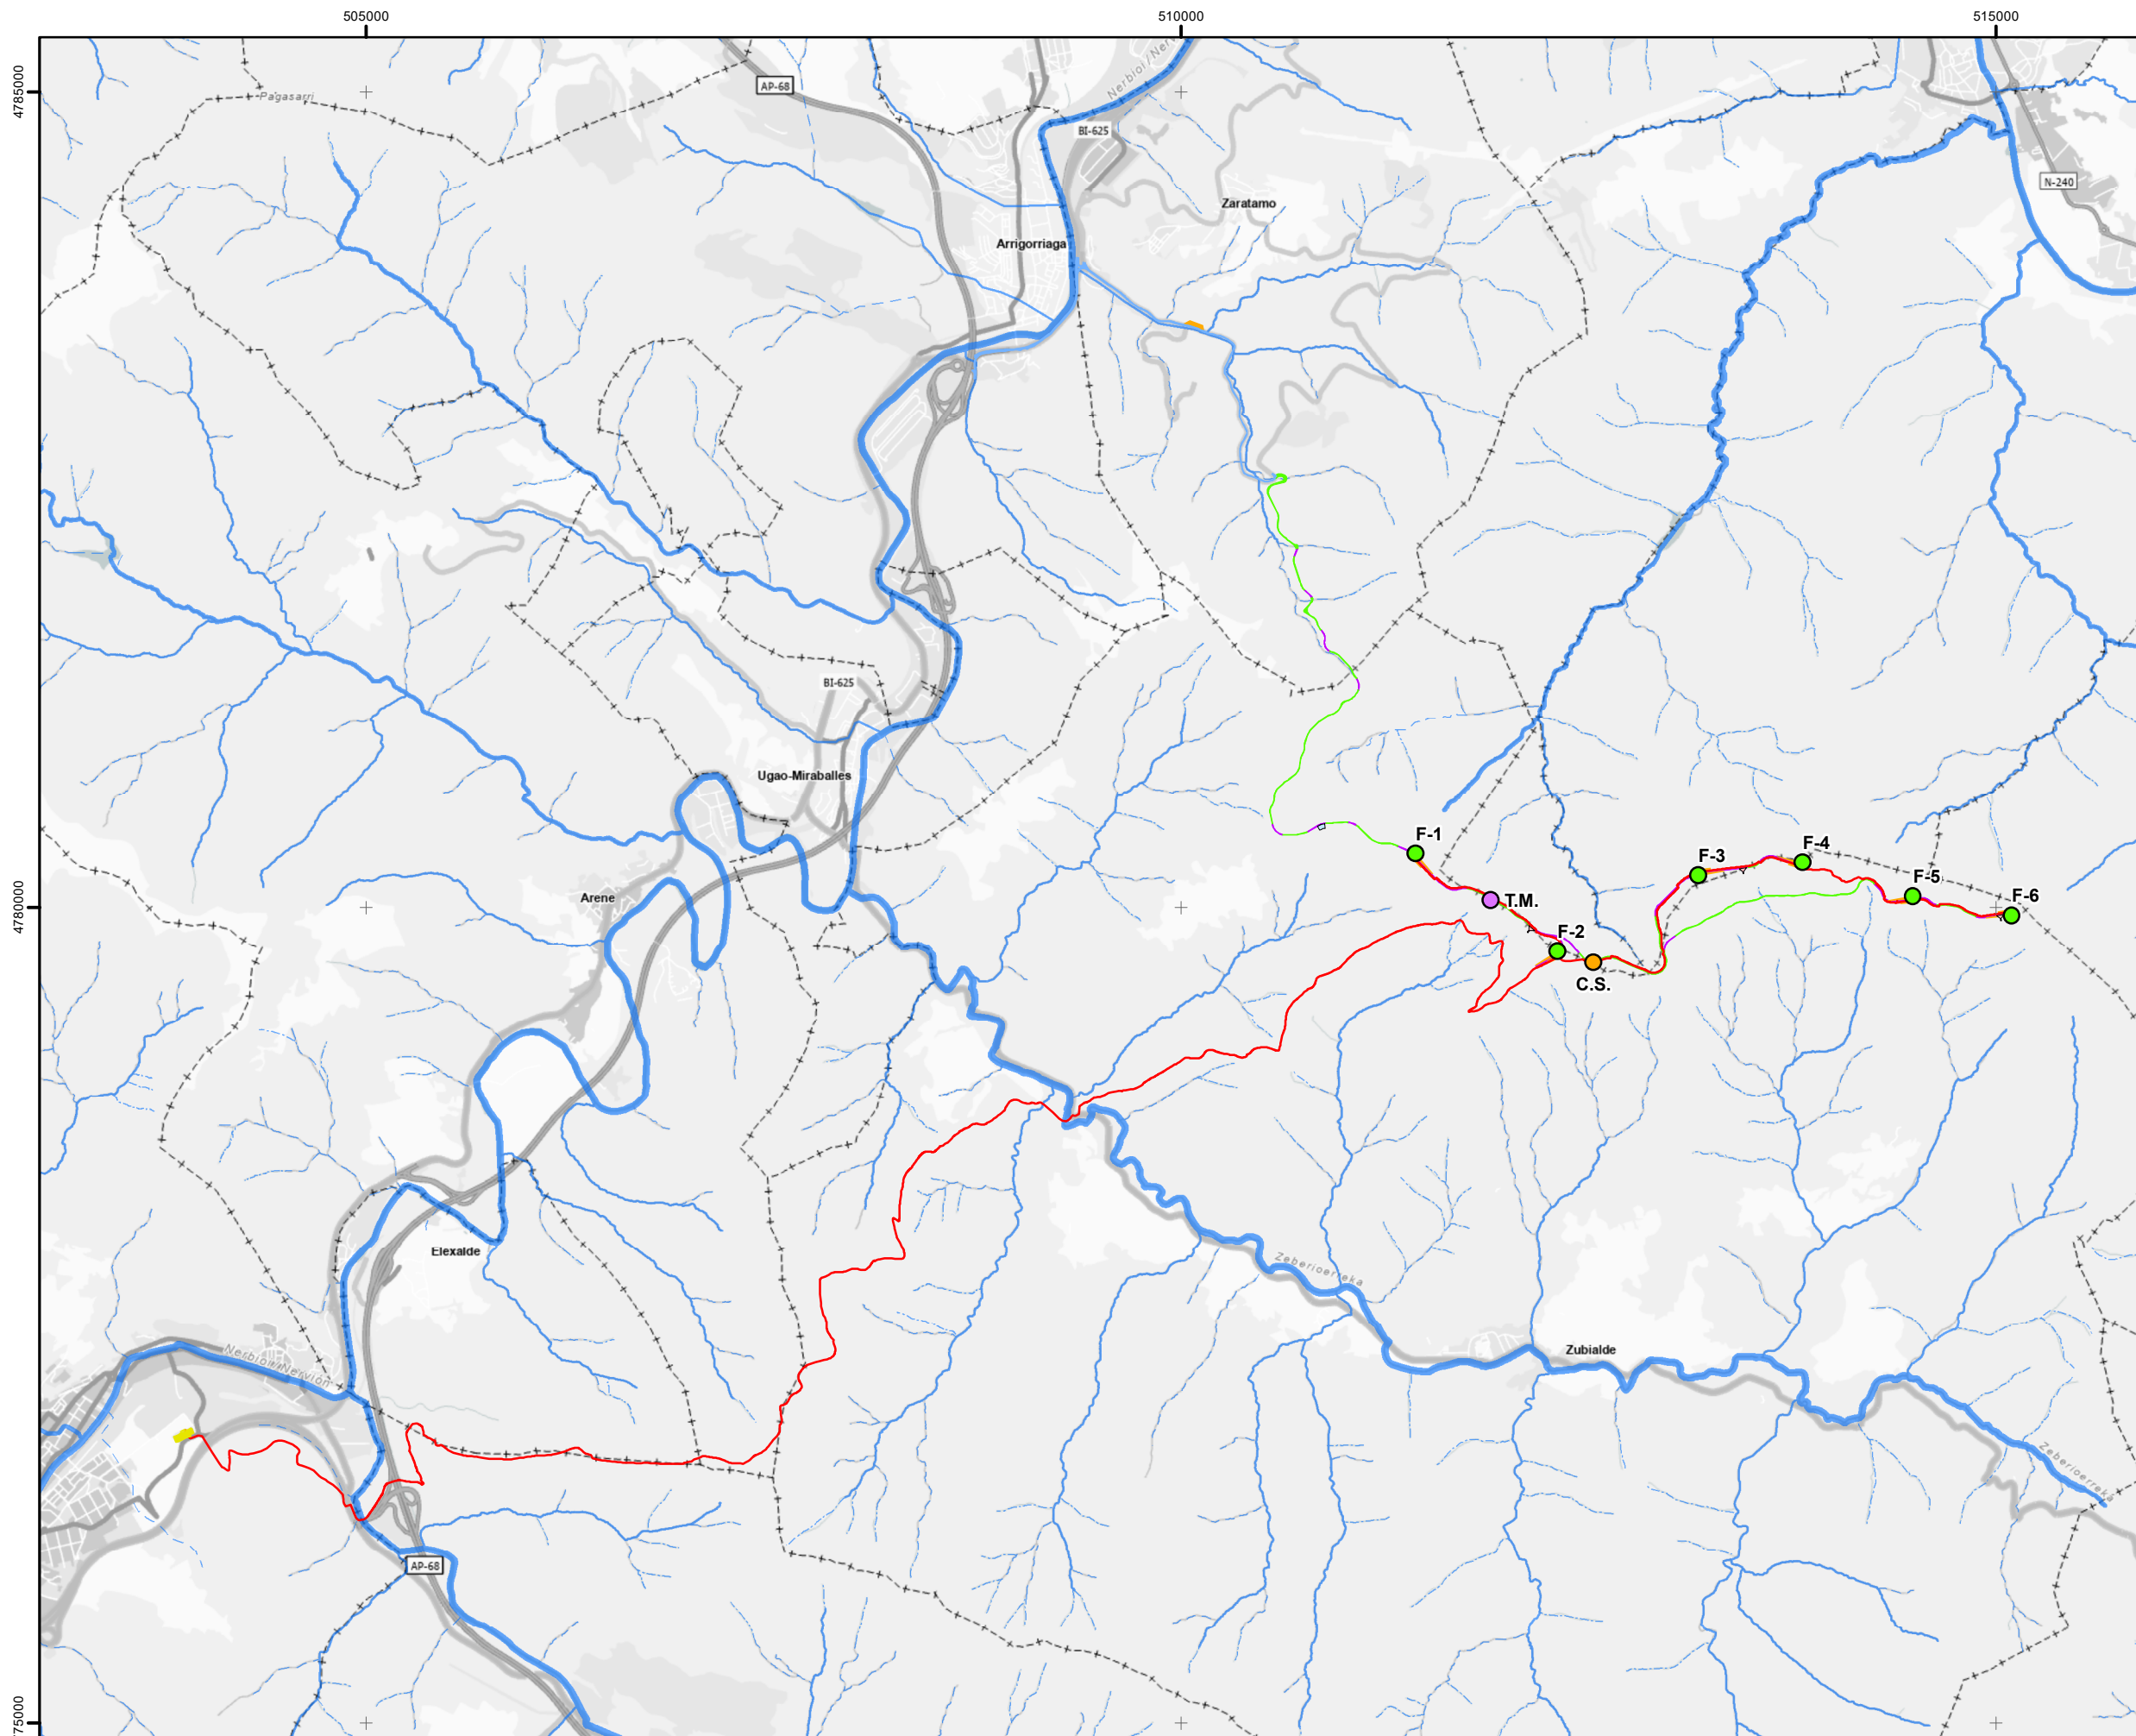 505000
510000
515000
4785000
AP-68
Pagasarri
BI-625
Zaratamo
N-240
Arrigorriaga
BI-625
Ugao-Miraballes
F-1
F-3
F-4
F-5
F-6
T.M.
Arene
4780000
F-2
C.S.
Elexalde
Zeberioerreka
Nerbioi/Nervión
Zubialde
Zeberioerreka
AP-68